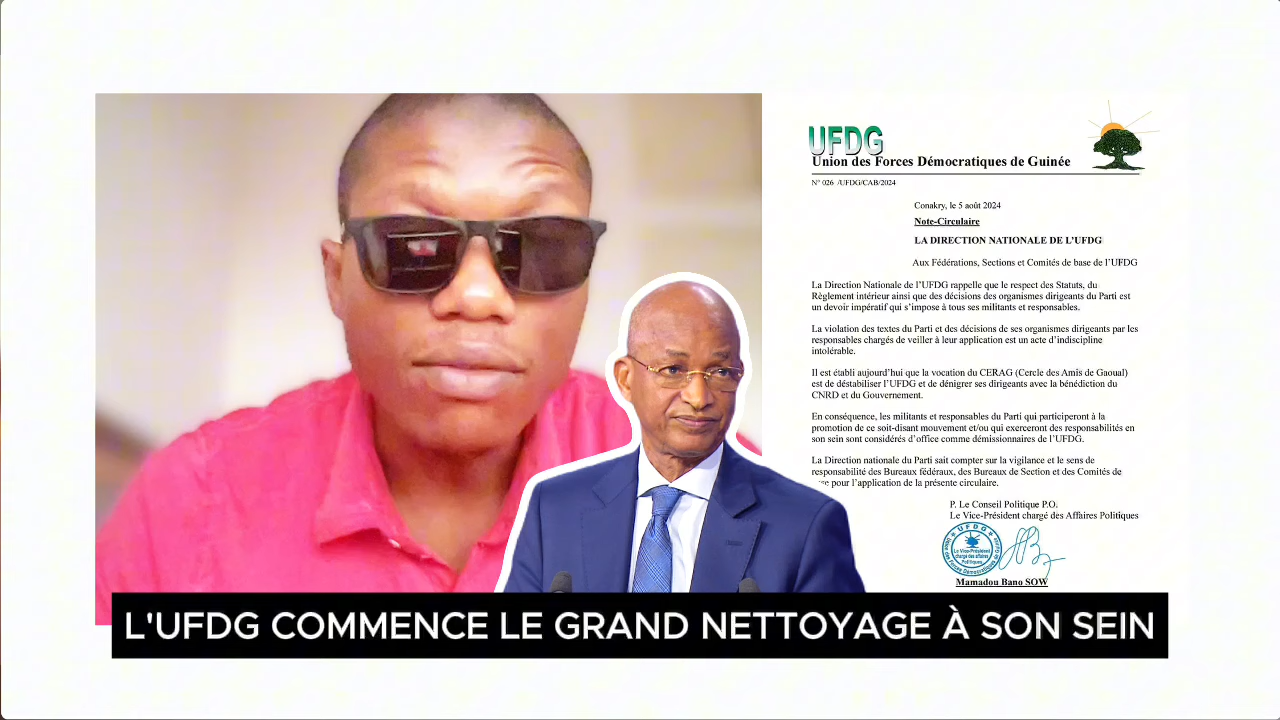 UFDG
Union des Forces Démocratiques de Guinée
N° 026 /UFDG/CAB/2024
Conakry, le 5 août 2024
Note-Circulaire
LA DIRECTION NATIONALE DE L'UFDG
Aux Fédérations, Sections et Comités de base de l'UFDG
La Direction Nationale de l'UFDG rappelle que le respect des Statuts, du
Règlement intérieur ainsi que des décisions des organismes dirigeants du Parti est
un devoir impératif qui s'impose à tous ses militants et responsables.
La violation des textes du Parti et des décisions de ses organismes dirigeants par les
responsables chargés de veiller à leur application est un acte d'indiscipline
intolérable.
Il est établi aujourd'hui que la vocation du CERAG (Cercle des Amis de Gaoual)
est de déstabiliser l'UFDG et de dénigrer ses dirigeants avec la bénédiction du
CNRD et du Gouvernement.
En conséquence, les militants et responsables du Parti qui participeront à la
promotion de ce soit-disant mouvement et/ou qui exerceront des responsabilités en
son sein sont considérés d'office comme démissionnaires de l'UFDG.
La Direction nationale du Parti sait compter sur la vigilance et le sens de
responsabilité des Bureaux fédéraux, des Bureaux de Section et des Comités de
pour l'application de la présente circulaire.
P. Le Conseil Politique P.O.
Le Vice-Président chargé des Affaires Politiques
UFDG
Le Vice-Président
chargé des affaires
Politiques
Mamadou Bano SOW
L'UFDG COMMENCE LE GRAND NETTOYAGE À SON SEIN